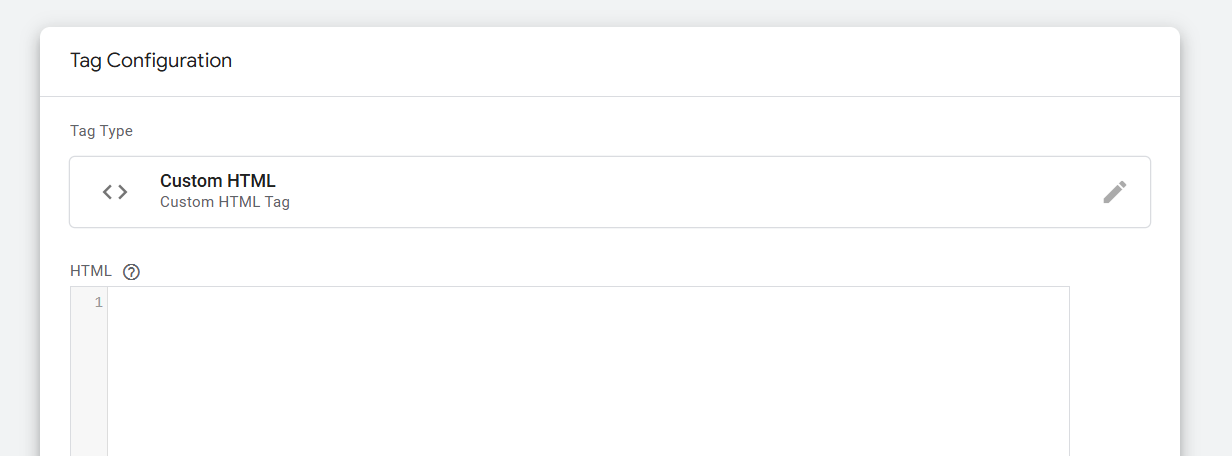 Tag Configuration
Tag Type
Custom HTML
Custom HTML Tag
HTML
1